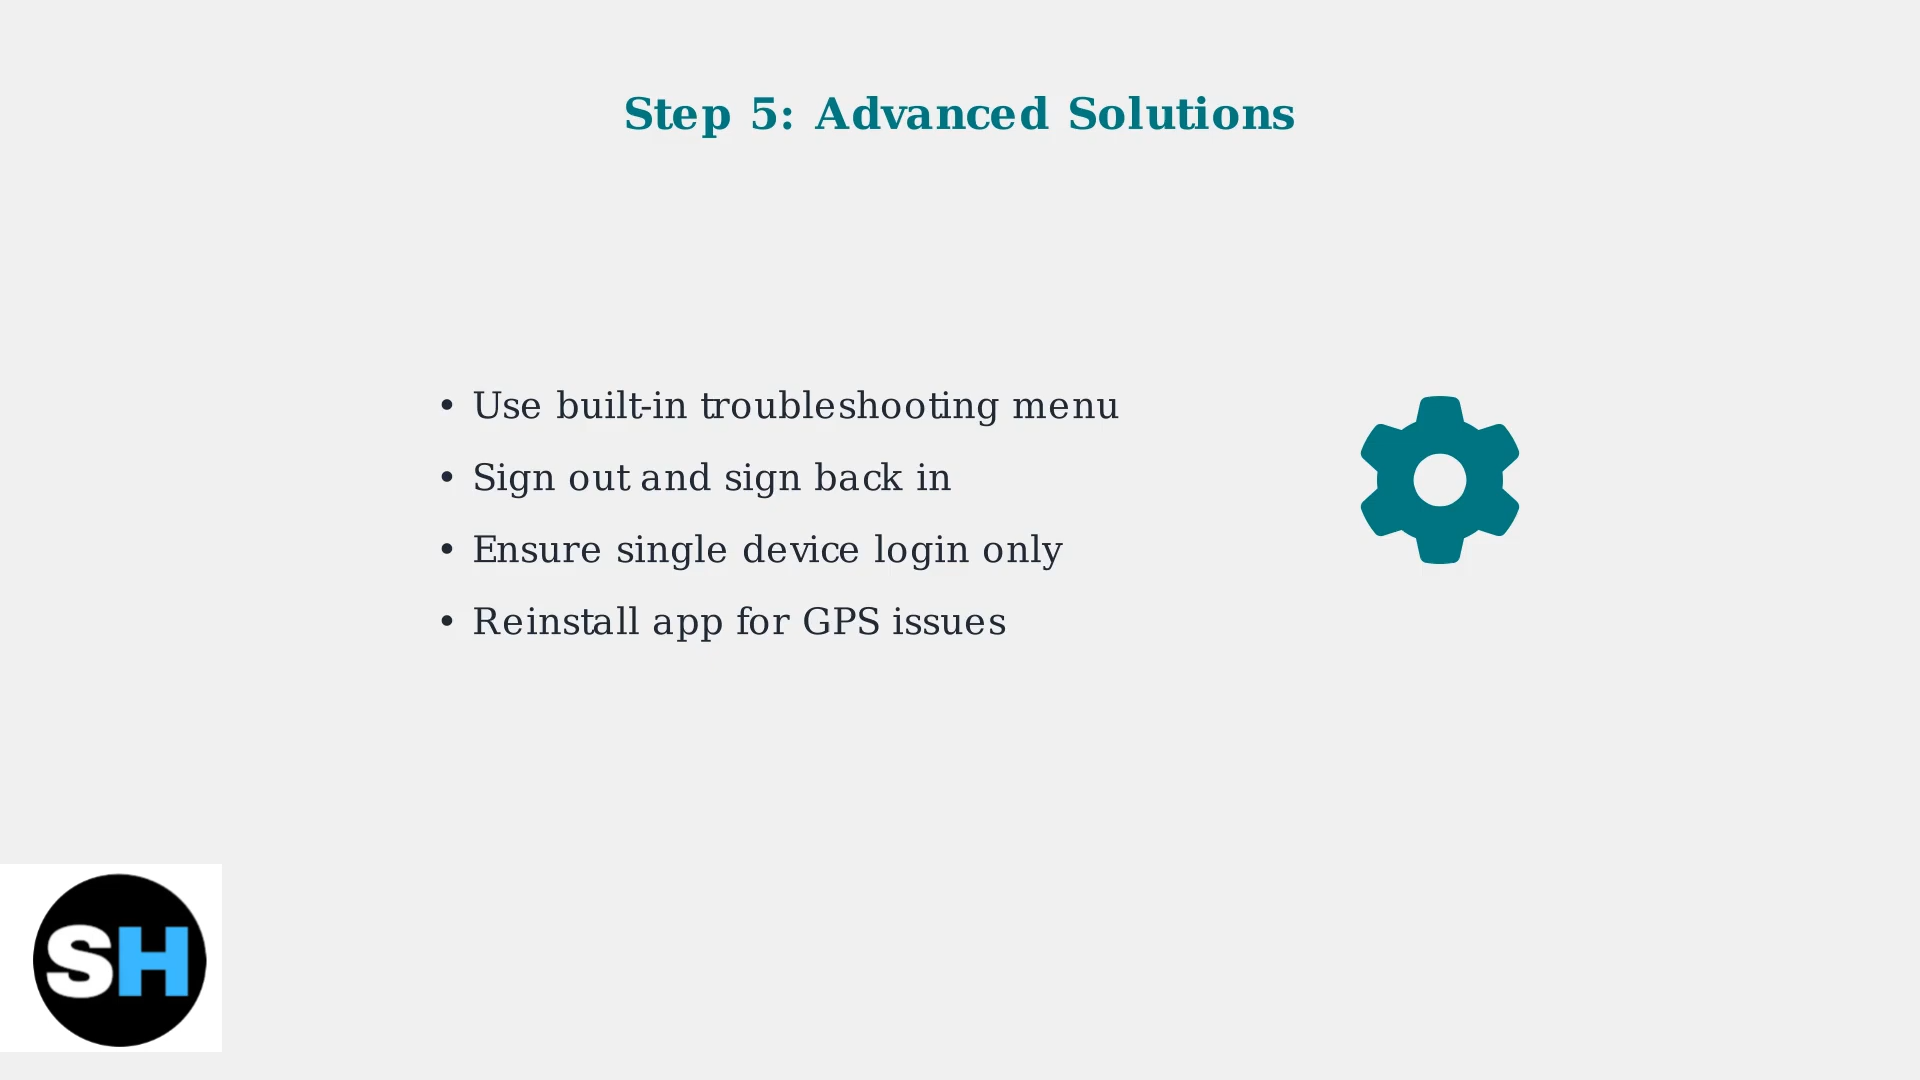 Step 5: Advanced Solutions
• Use built-in troubleshooting menu
• Sign out and sign back in
• Ensure single device login only
• Reinstall app for GPS issues
SH